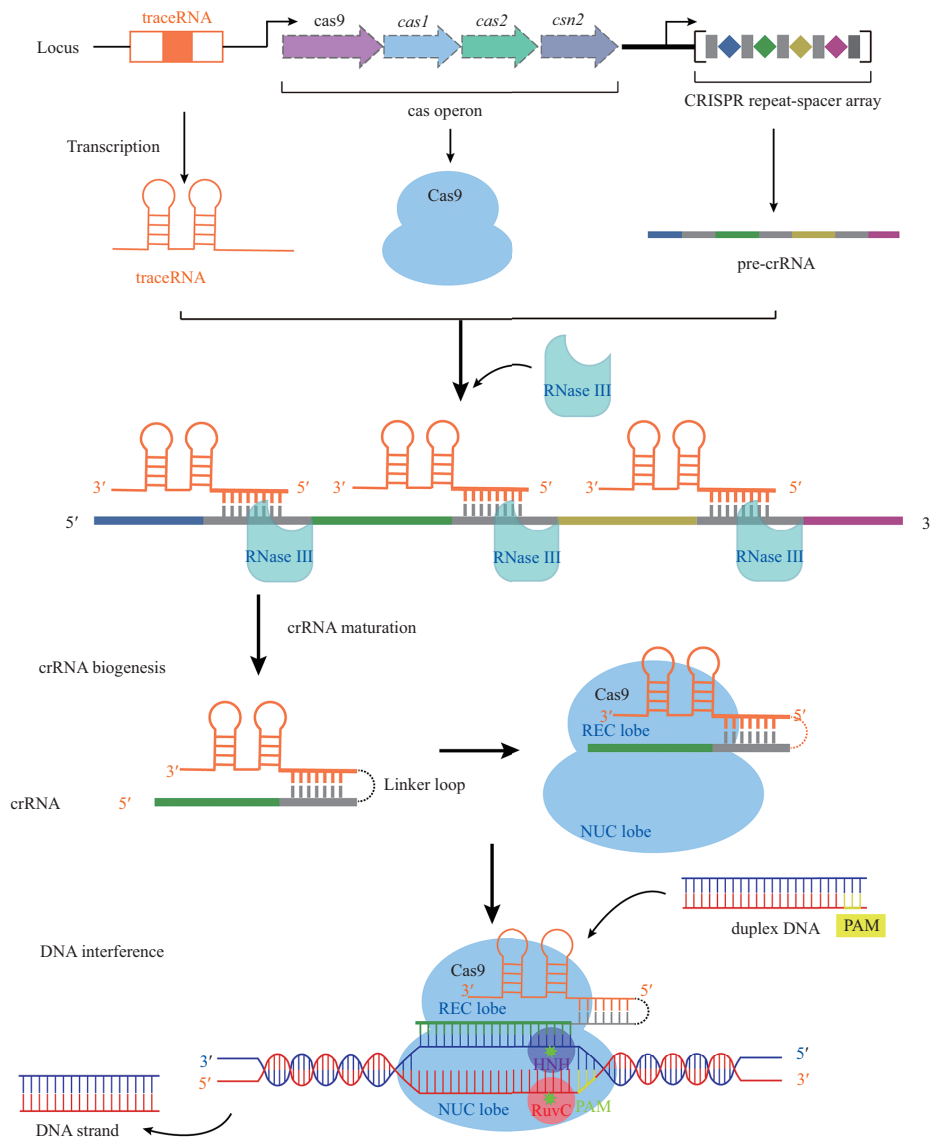 traceRNA
cas9
cas1
cas2
csn2
Locus
cas operon
CRISPR repeat-spacer array
Transcription
Cas9
traceRNA
pre-crRNA
RNase III
3′
5′
3′
5′
3′
5′
5′
3
RNase III
RNase III
RNase III
crRNA maturation
crRNA biogenesis
Cas9
3′
5′
REC lobe
3′
Linker loop
crRNA
5′
NUC lobe
duplex DNA
PAM
DNA interference
Cas9
3′
5′
REC lobe
HNH
3′
5′
5′
3′
NUC lobe
RuvC
PAM
DNA strand